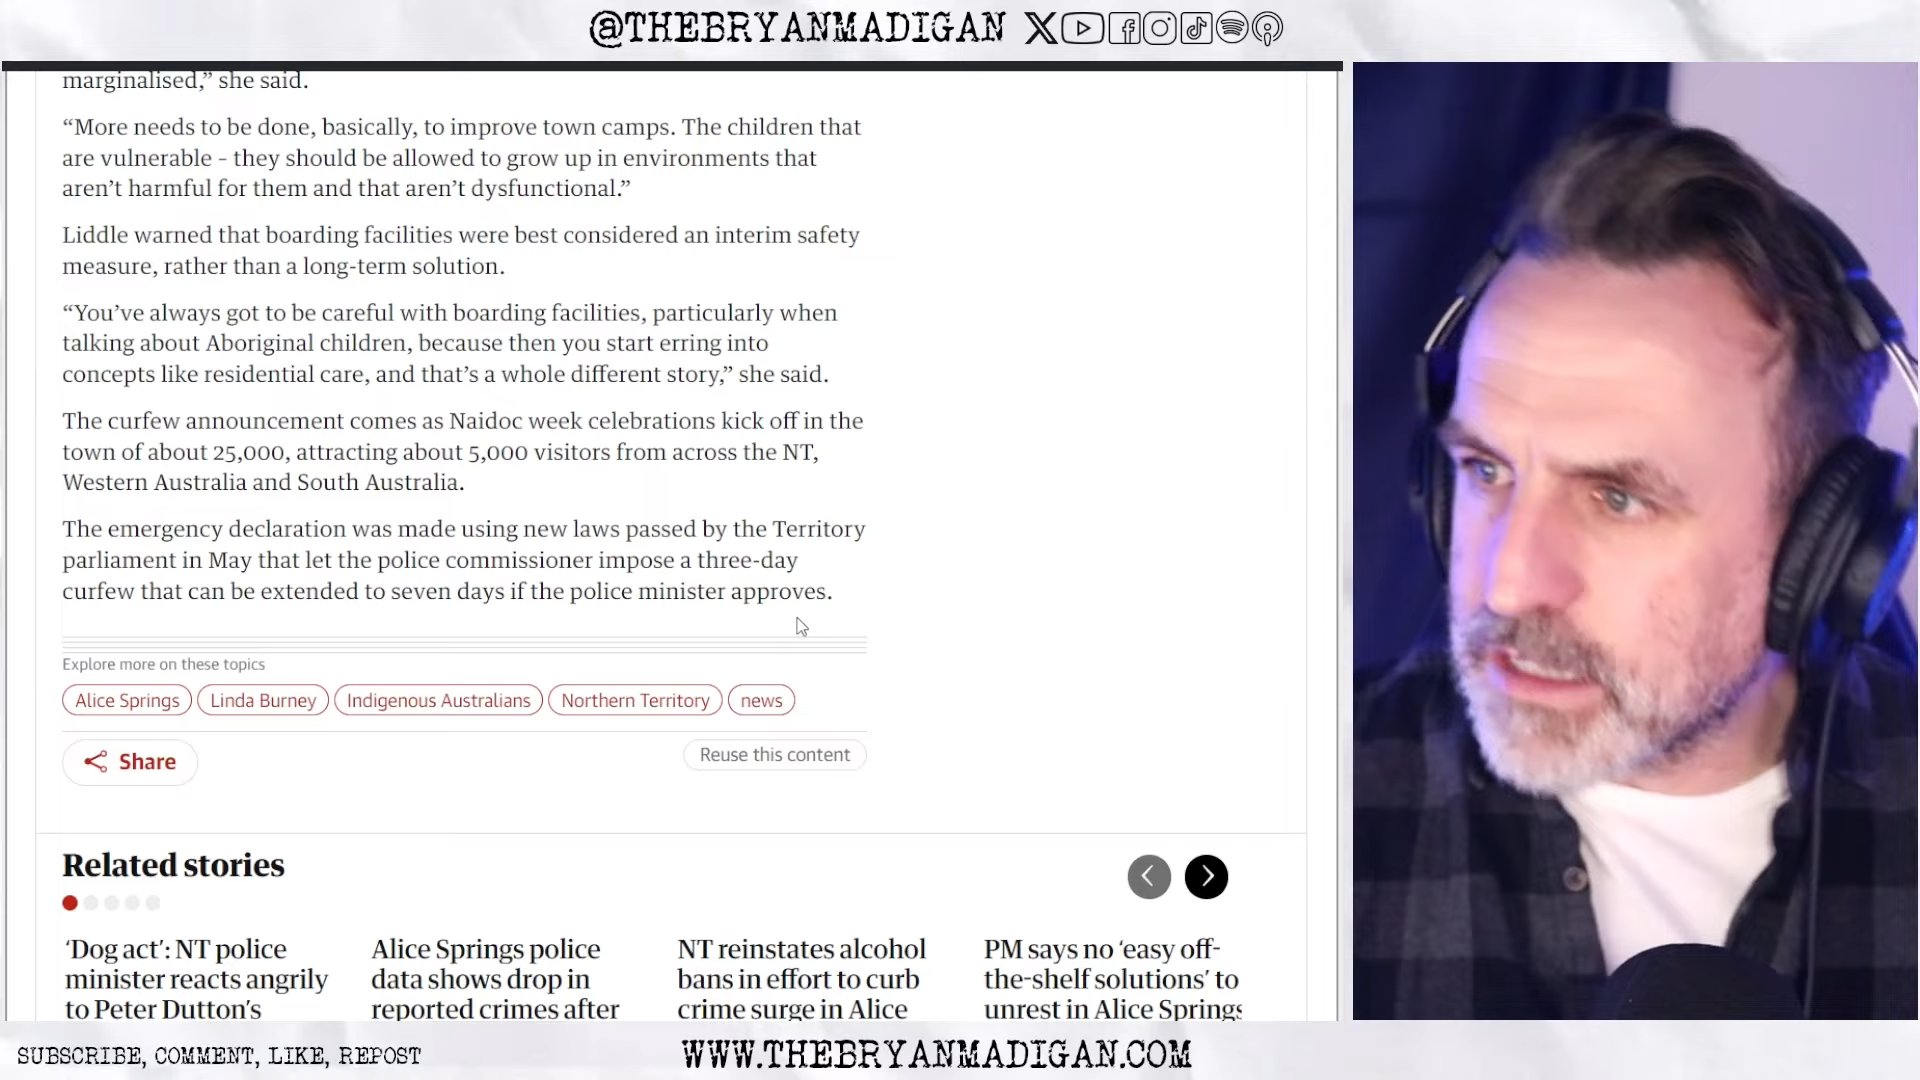 @THEBRYANMADIGAN
marginalised,” she said.
“More needs to be done, basically, to improve town camps. The children that
are vulnerable – they should be allowed to grow up in environments that
aren’t harmful for them and that aren’t dysfunctional.”
Liddle warned that boarding facilities were best considered an interim safety
measure, rather than a long-term solution.
“You’ve always got to be careful with boarding facilities, particularly when
talking about Aboriginal children, because then you start erring into
concepts like residential care, and that’s a whole different story,” she said.
The curfew announcement comes as Naidoc week celebrations kick off in the
town of about 25,000, attracting about 5,000 visitors from across the NT,
Western Australia and South Australia.
The emergency declaration was made using new laws passed by the Territory
parliament in May that let the police commissioner impose a three-day
curfew that can be extended to seven days if the police minister approves.
Explore more on these topics
Alice Springs Linda Burney Indigenous Australians Northern Territory news
Share
Reuse this content
Related stories
‘Dog act’: NT police
minister reacts angrily
to Peter Dutton’s
Alice Springs police
data shows drop in
reported crimes after
NT reinstates alcohol
bans in effort to curb
crime surge in Alice
PM says no ‘easy off-
the-shelf solutions’ to
unrest in Alice Springs
SUBSCRIBE, COMMENT, LIKE, REPOST
WWW.THEBRYANMADIGAN.COM